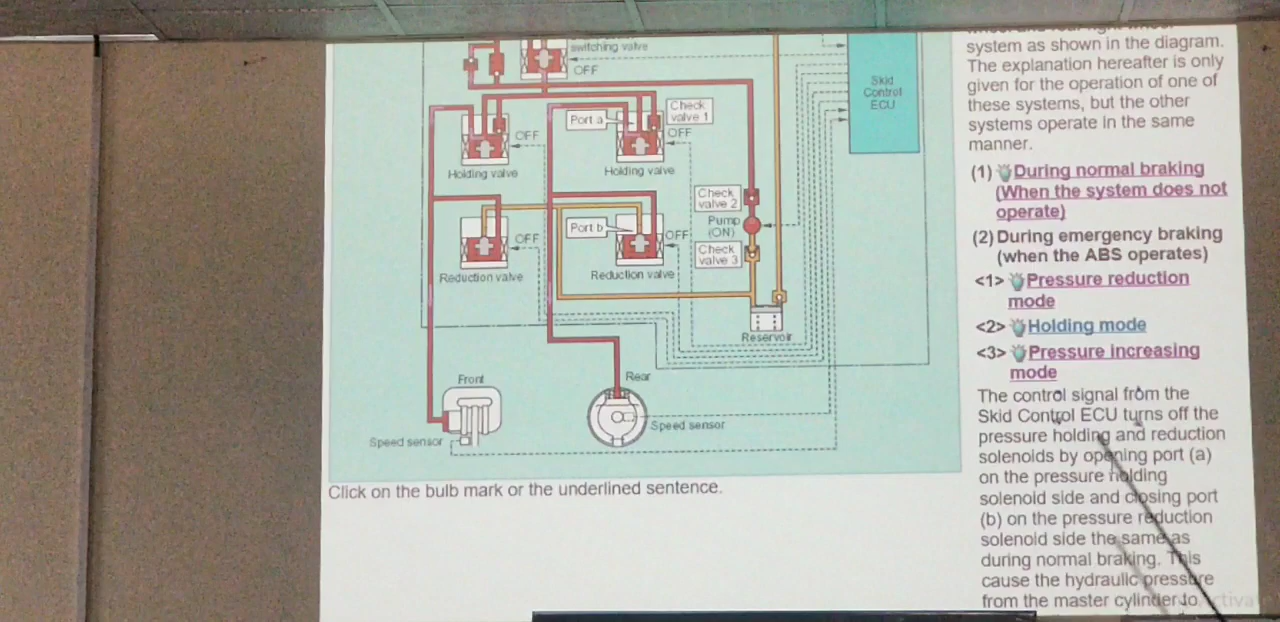 switching valve
OFF
Skid
Control
ECU
Port a
Check
valve 1
OFF
OFF
Holding valve
Holding valve
Check
valve 2
Pump
(ON)
Check
valve 3
Port b
OFF
OFF
Reduction valve
Reduction valve
Reservoir
Front
Rear
Speed sensor
Speed sensor
Click on the bulb mark or the underlined sentence.
system as shown in the diagram.
The explanation hereafter is only
given for the operation of one of
these systems, but the other
systems operate in the same
manner.
(1) During normal braking
(When the system does not
operate)
(2) During emergency braking
(when the ABS operates)
<1> Pressure reduction
mode
<2> Holding mode
<3> Pressure increasing
mode
The control signal from the
Skid Control ECU turns off the
pressure holding and reduction
solenoids by opening port (a)
on the pressure holding
solenoid side and closing port
(b) on the pressure reduction
solenoid side the same as
during normal braking. This
cause the hydraulic pressure
from the master cylinder to